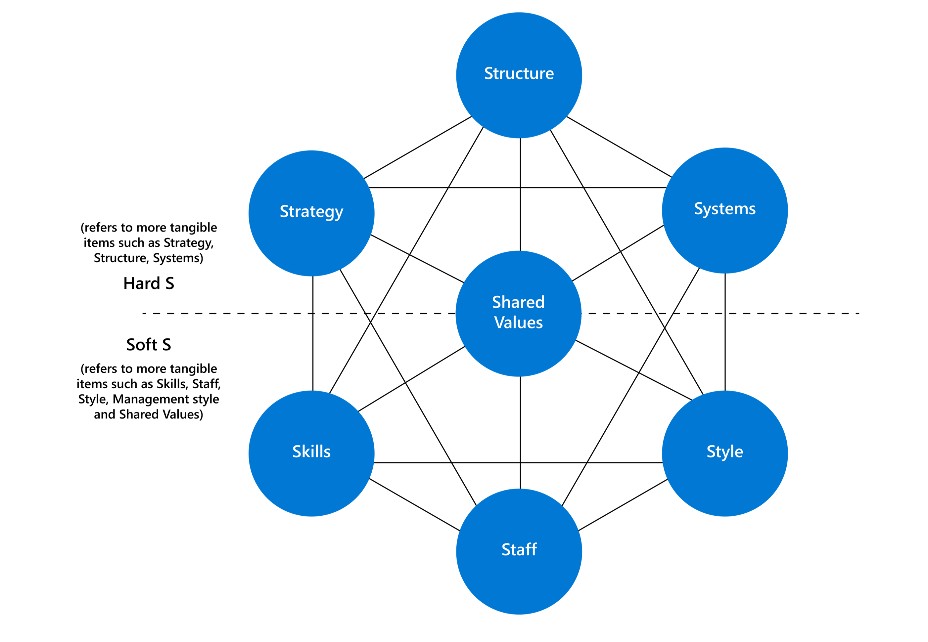 Structure
Strategy
Systems
(refers to more tangible
items such as Strategy,
Structure, Systems)
Hard S
Shared
Values
Soft S
(refers to more tangible
items such as Skills, Staff,
Style, Management style
and Shared Values)
Skills
Style
Staff